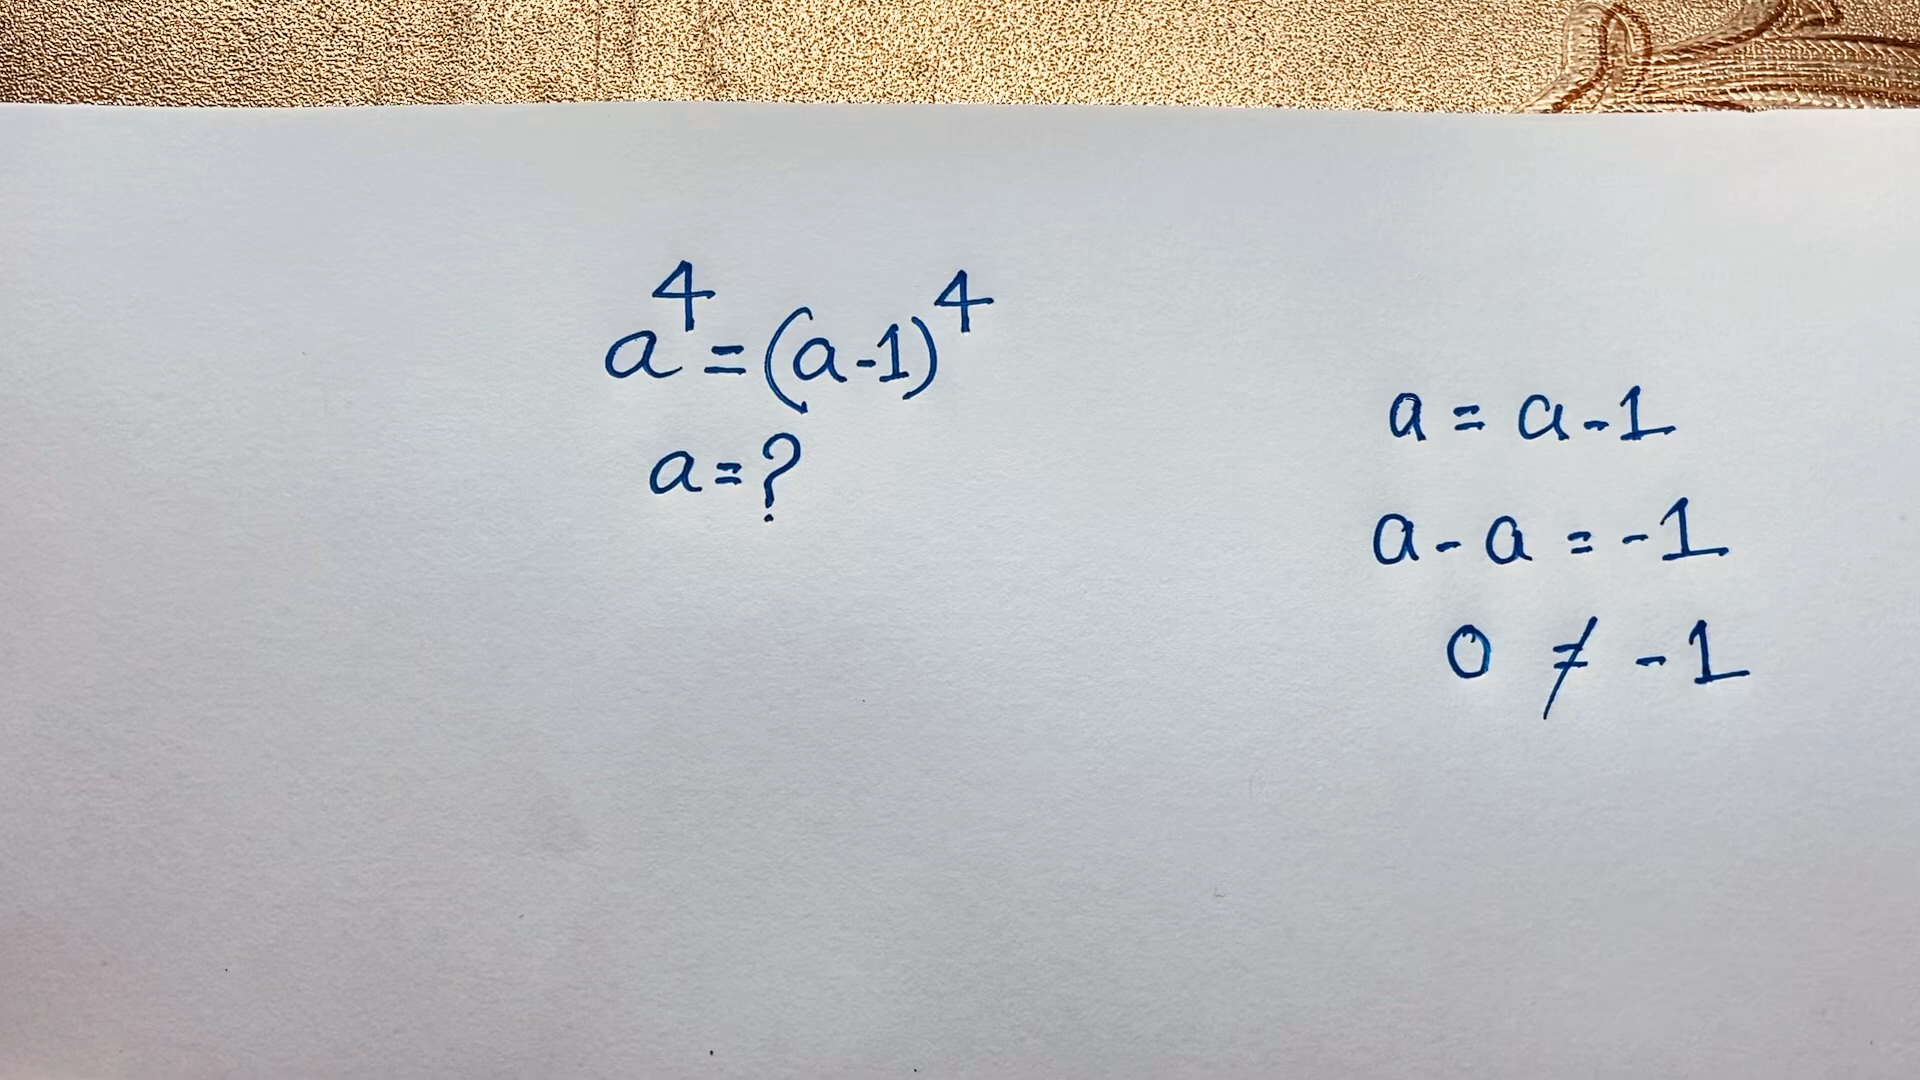 a⁴=(a-1)⁴
a=?
a = a-1
a - a = -1
0 ≠ -1